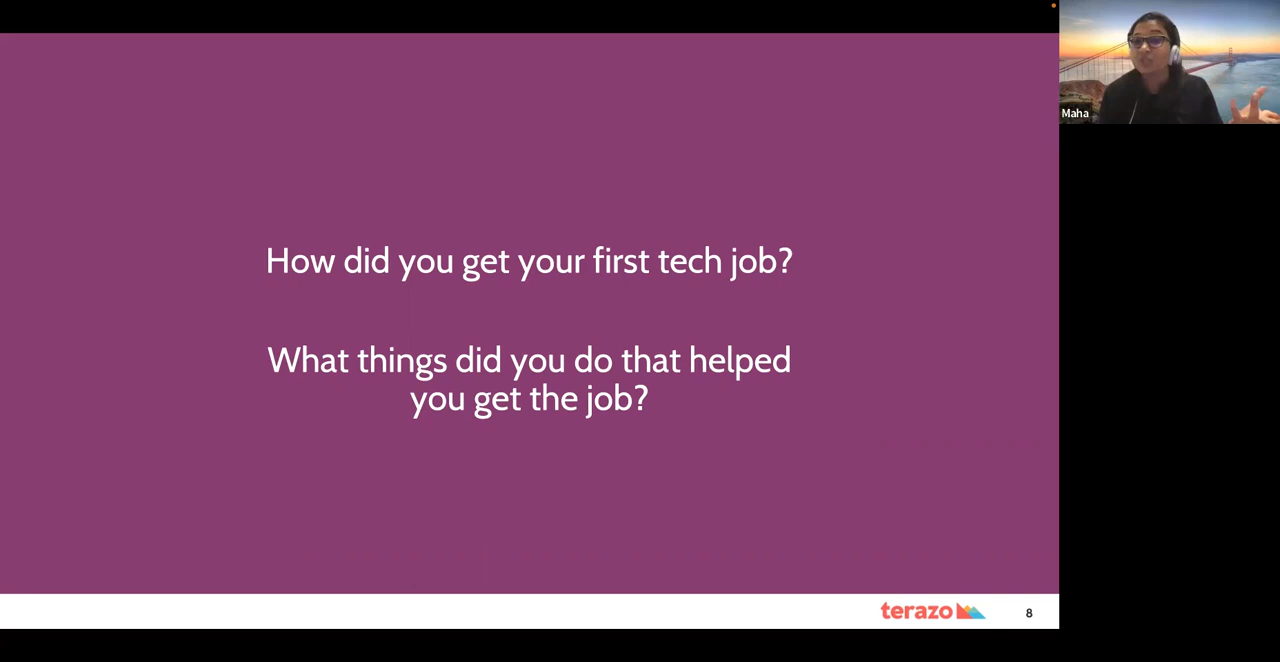 Maha
How did you get your first tech job?
What things did you do that helped
you get the job?
terazo
8